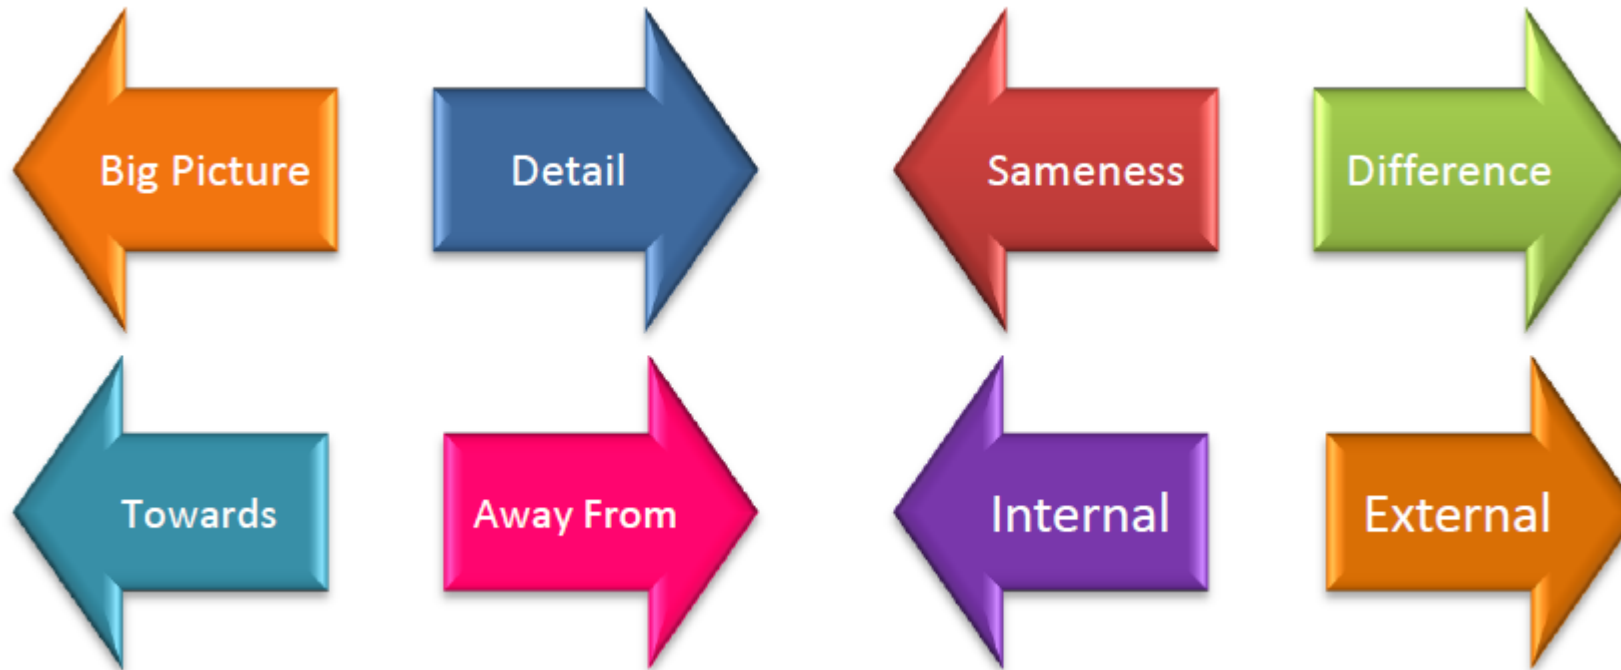 Big Picture
Detail
Sameness
Difference
Towards
Away From
Internal
External